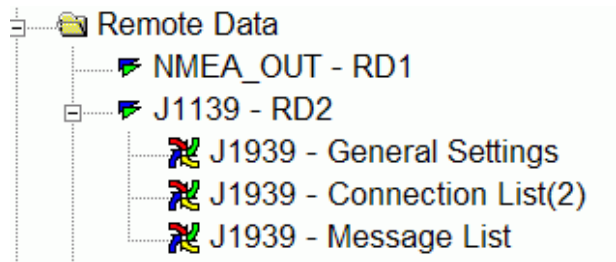 Remote Data
NMEA_OUT - RD1
J1139 - RD2
J1939 - General Settings
J1939 - Connection List(2)
J1939 - Message List